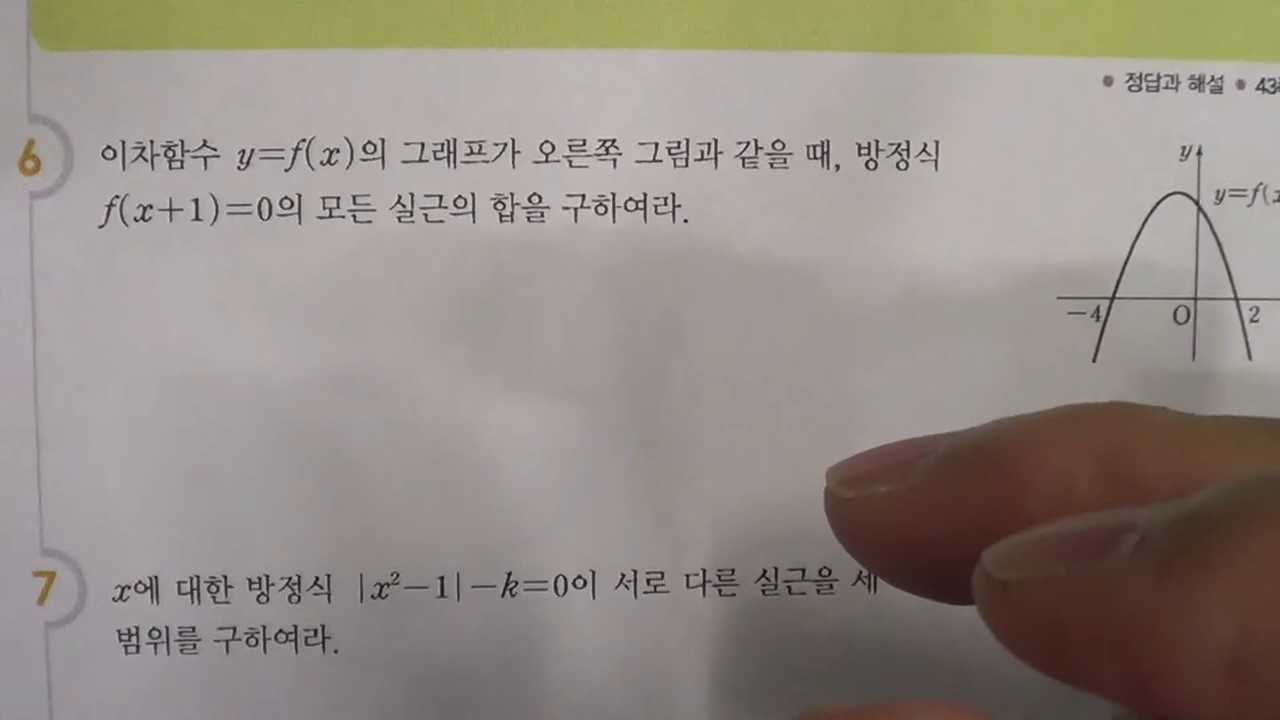 • 정답과 해설 • 43
6
이차함수 y=f(x)의 그래프가 오른쪽 그림과 같을 때, 방정식
f(x+1)=0의 모든 실근의 합을 구하여라.
y
y=f(x
-4 O 2
7
x에 대한 방정식 |x²-1|-k=0이 서로 다른 실근을 세
범위를 구하여라.